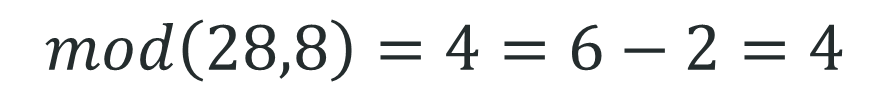 mod(28,8) = 4 = 6 − 2 = 4